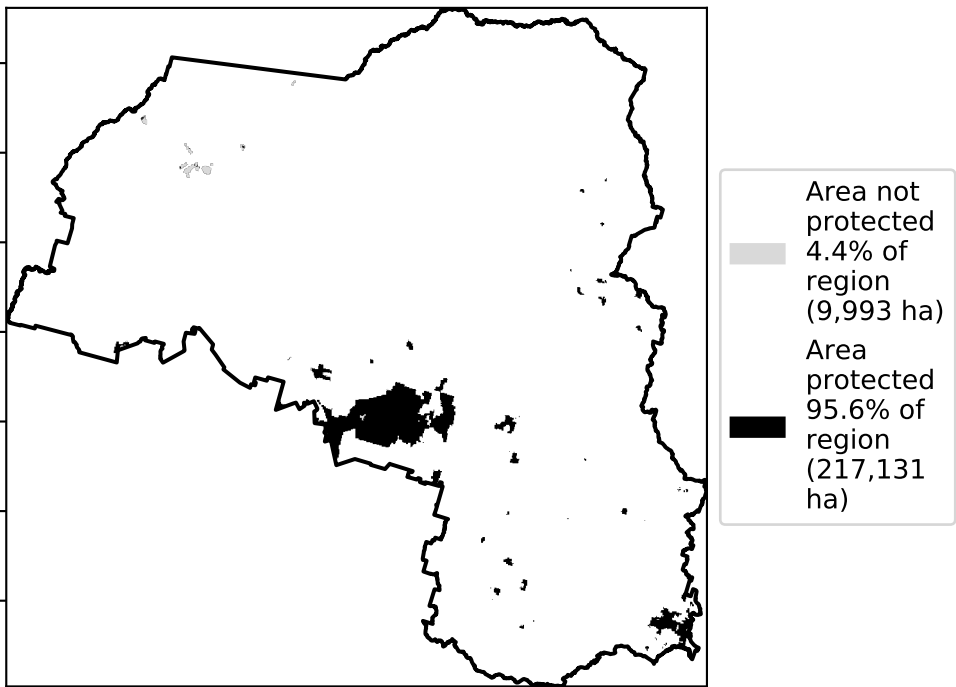 Area not
protected
4.4% of
region
(9,993 ha)
Area
protected
95.6% of
region
(217,131
ha)